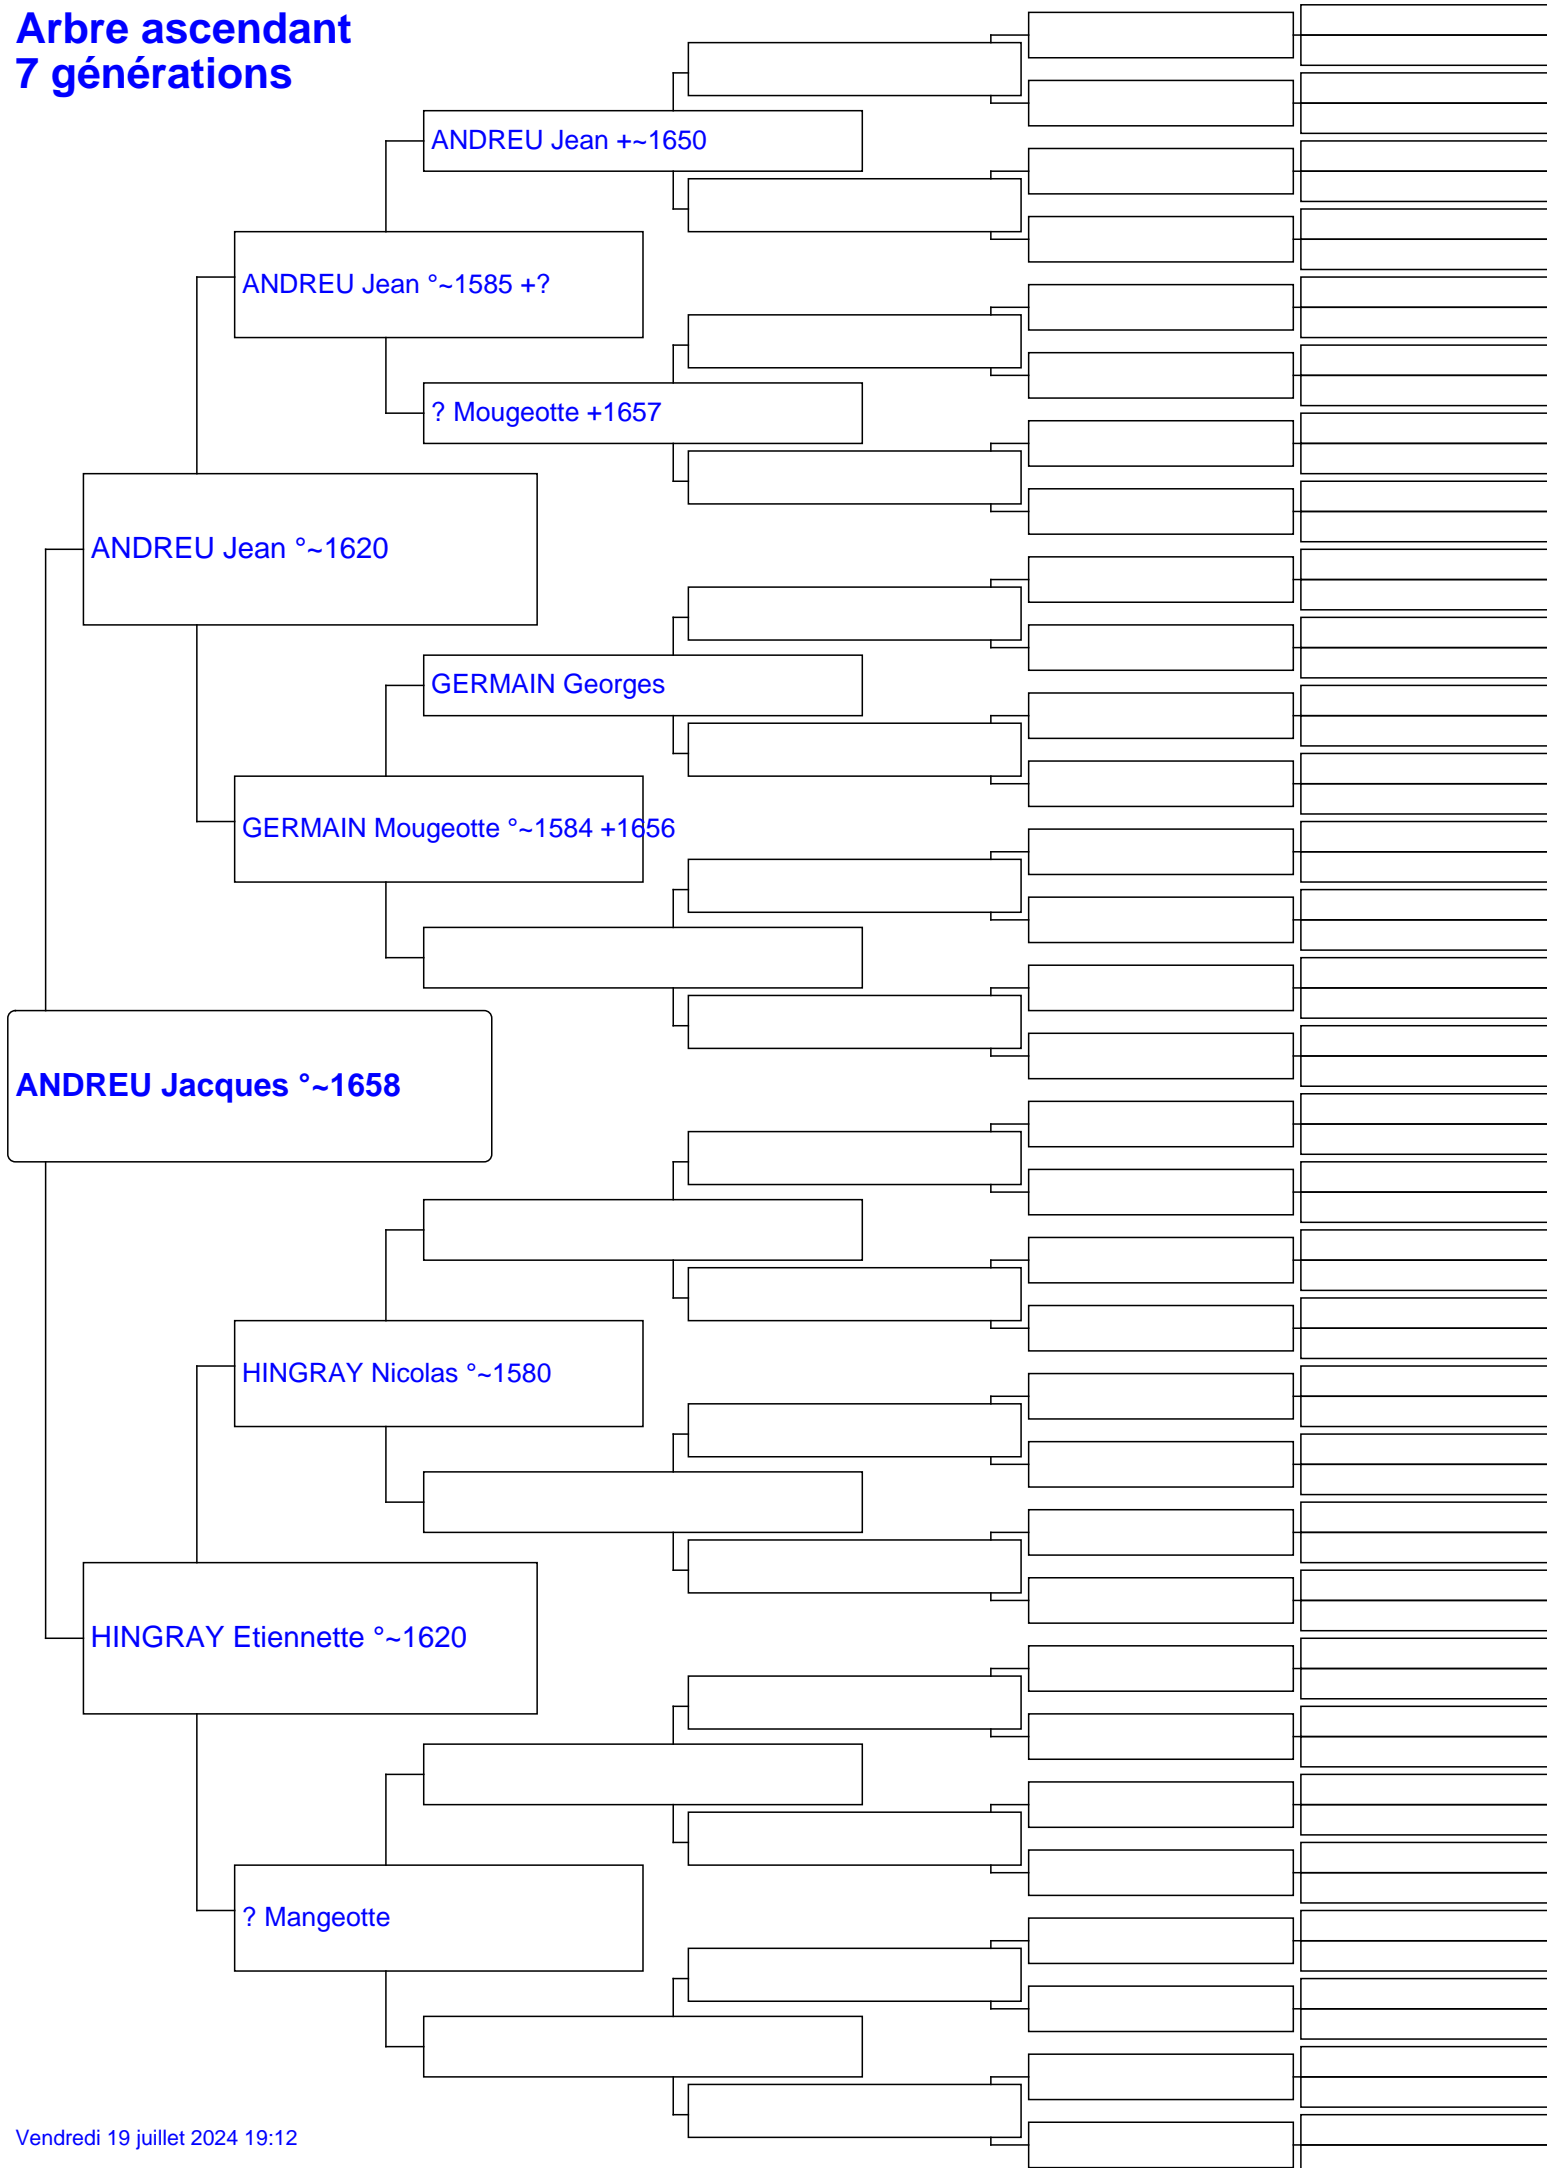 Arbre ascendant
7 générations
ANDREU Jean +~1650
ANDREU Jean °~1585 +?
? Mougeotte +1657
ANDREU Jean °~1620
GERMAIN Georges
GERMAIN Mougeotte °~1584 +1656
ANDREU Jacques °~1658
HINGRAY Nicolas °~1580
HINGRAY Etiennette °~1620
? Mangeotte
Vendredi 19 juillet 2024 19:12